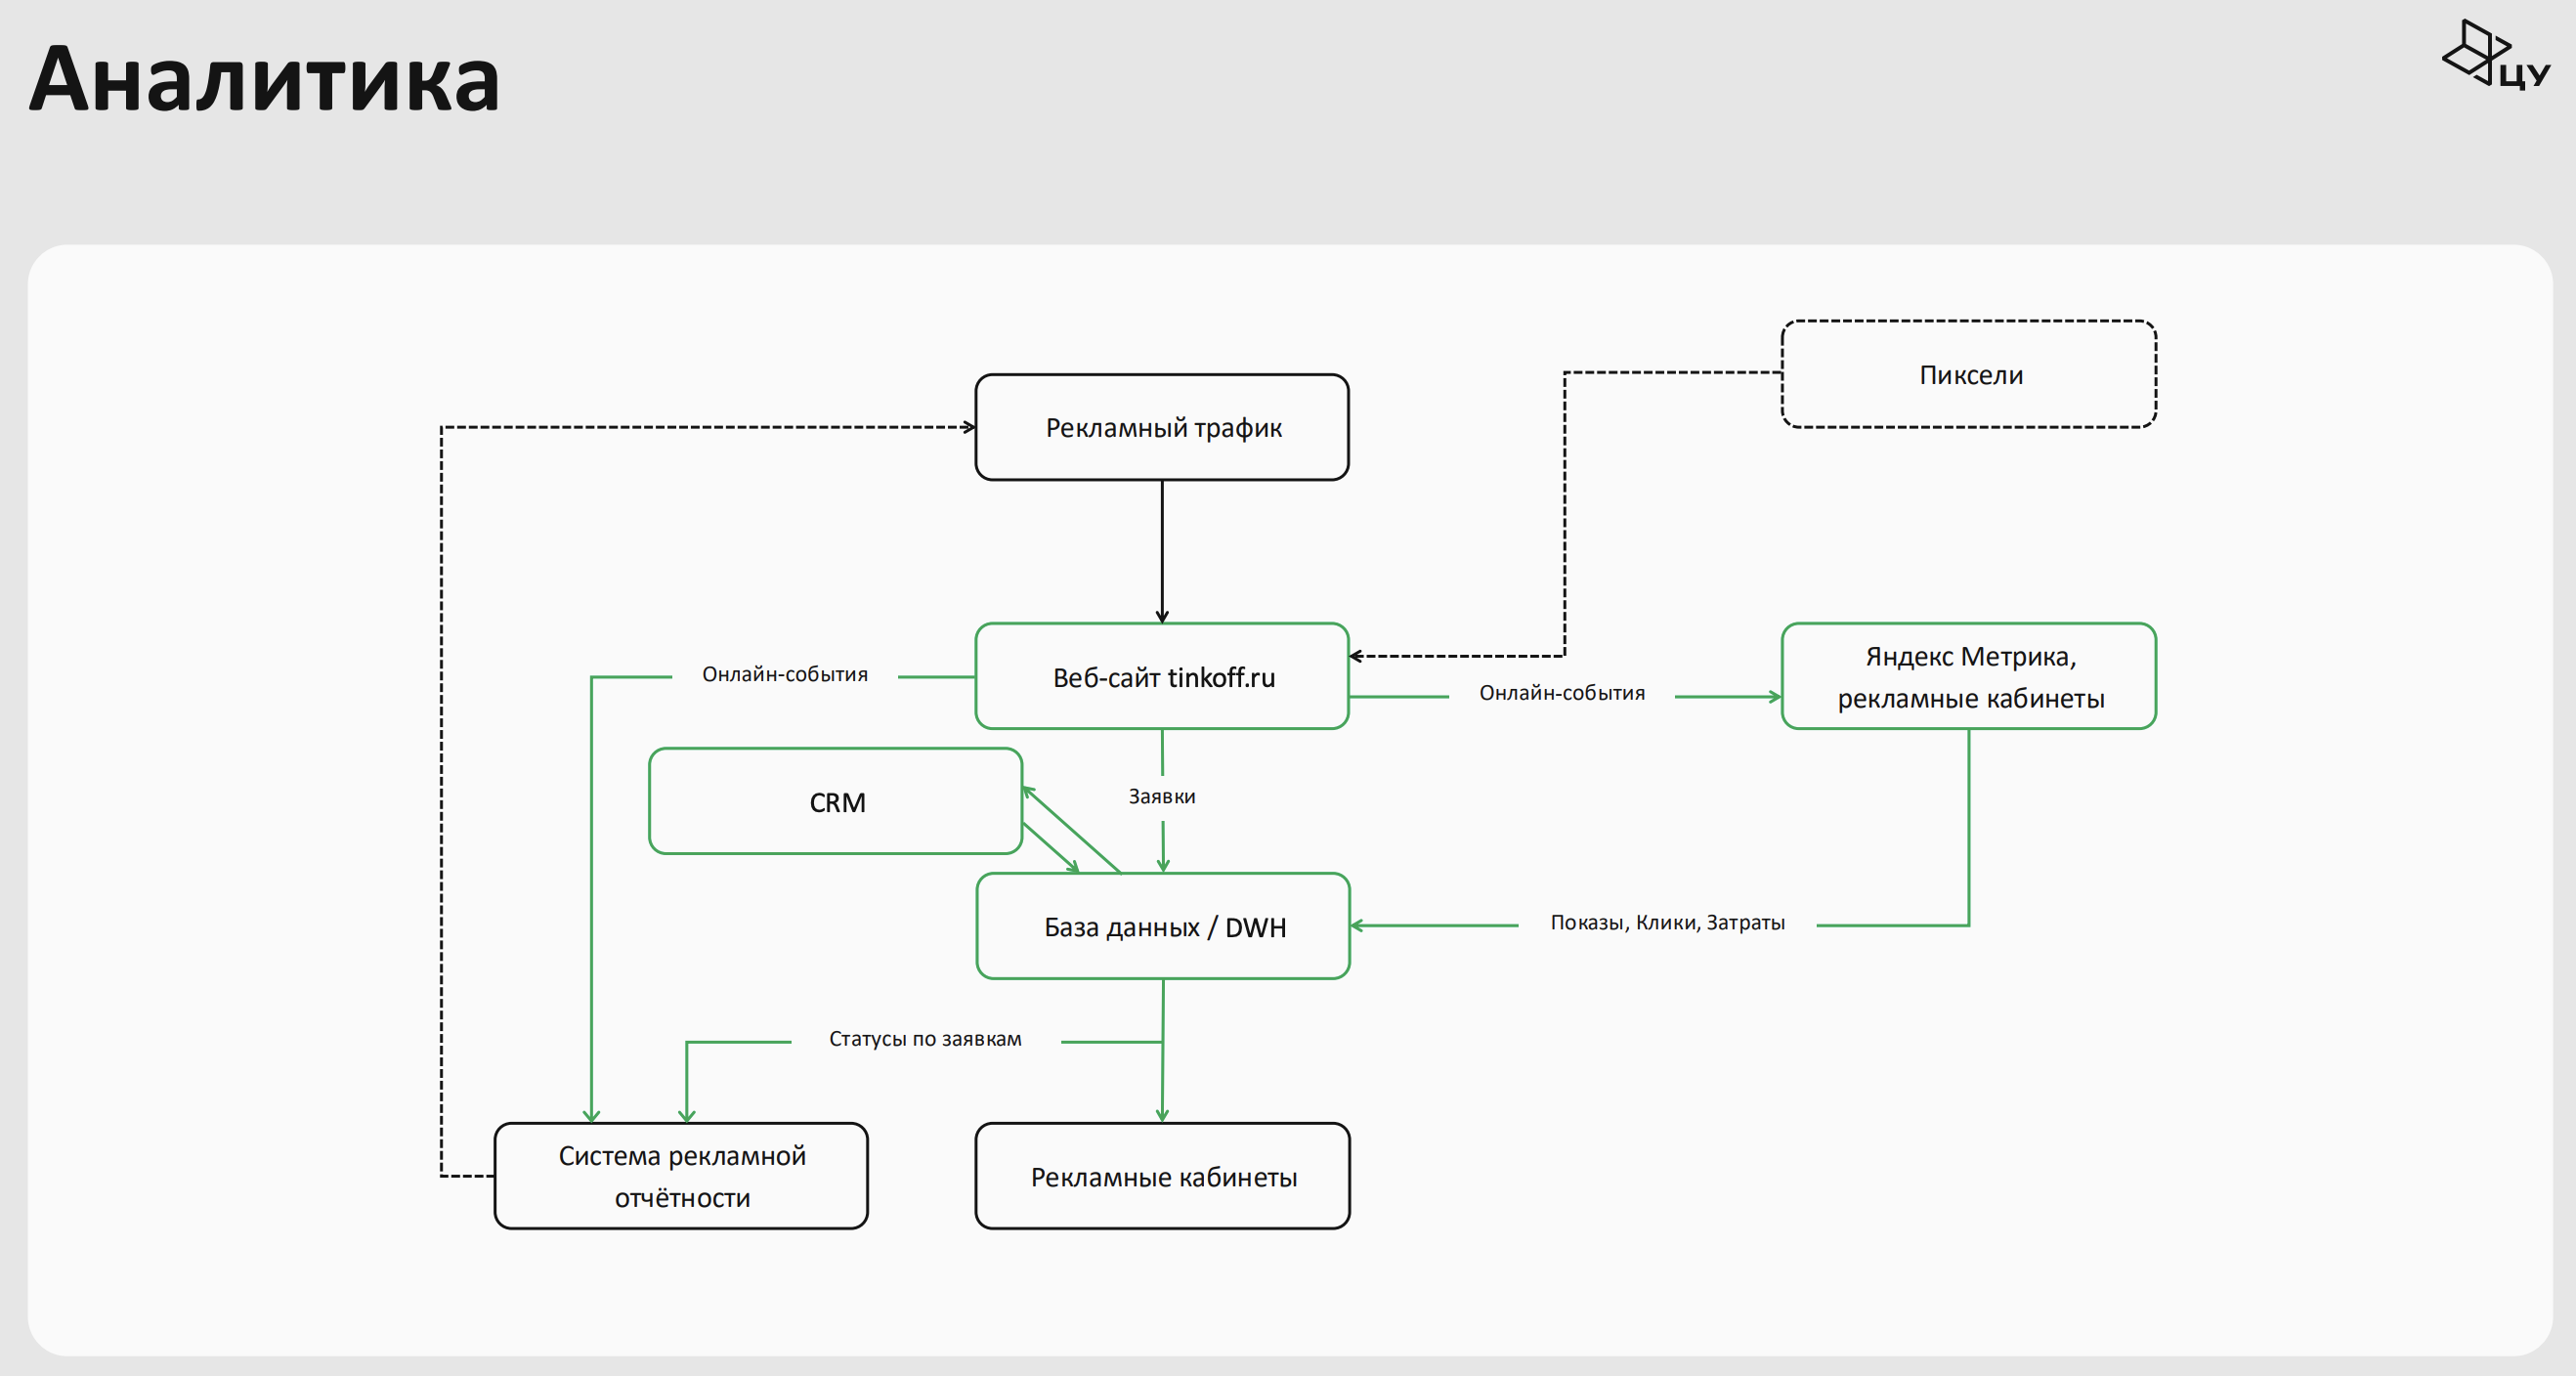 Аналитика
ЦУ
Пиксели
Рекламный трафик
Онлайн-события
Веб-сайт tinkoff.ru
Онлайн-события
Яндекс Метрика,
рекламные кабинеты
CRM
Заявки
База данных / DWH
Показы, Клики, Затраты
Статусы по заявкам
Система рекламной
отчётности
Рекламные кабинеты